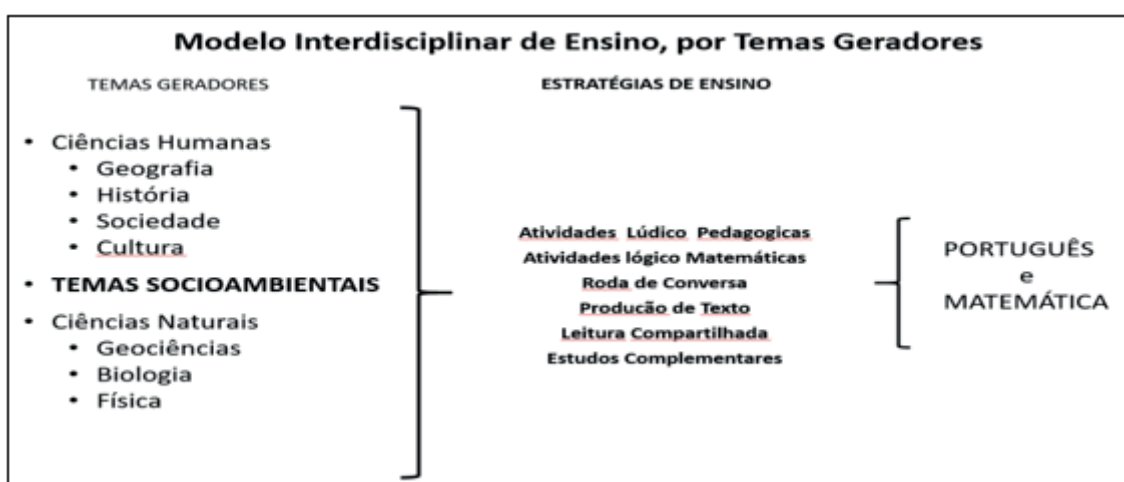 Modelo Interdisciplinar de Ensino, por Temas Geradores
TEMAS GERADORES
• Ciências Humanas
• Geografia
• História
• Sociedade
• Cultura
• TEMAS SOCIOAMBIENTAIS
• Ciências Naturais
• Geociências
• Biologia
• Física
ESTRATÉGIAS DE ENSINO
Atividades Lúdico Pedagogicas
Atividades lógico Matemáticas
Roda de Conversa
Producão de Texto
Leitura Compartilhada
Estudos Complementares
PORTUGUÊS
e
MATEMÁTICA